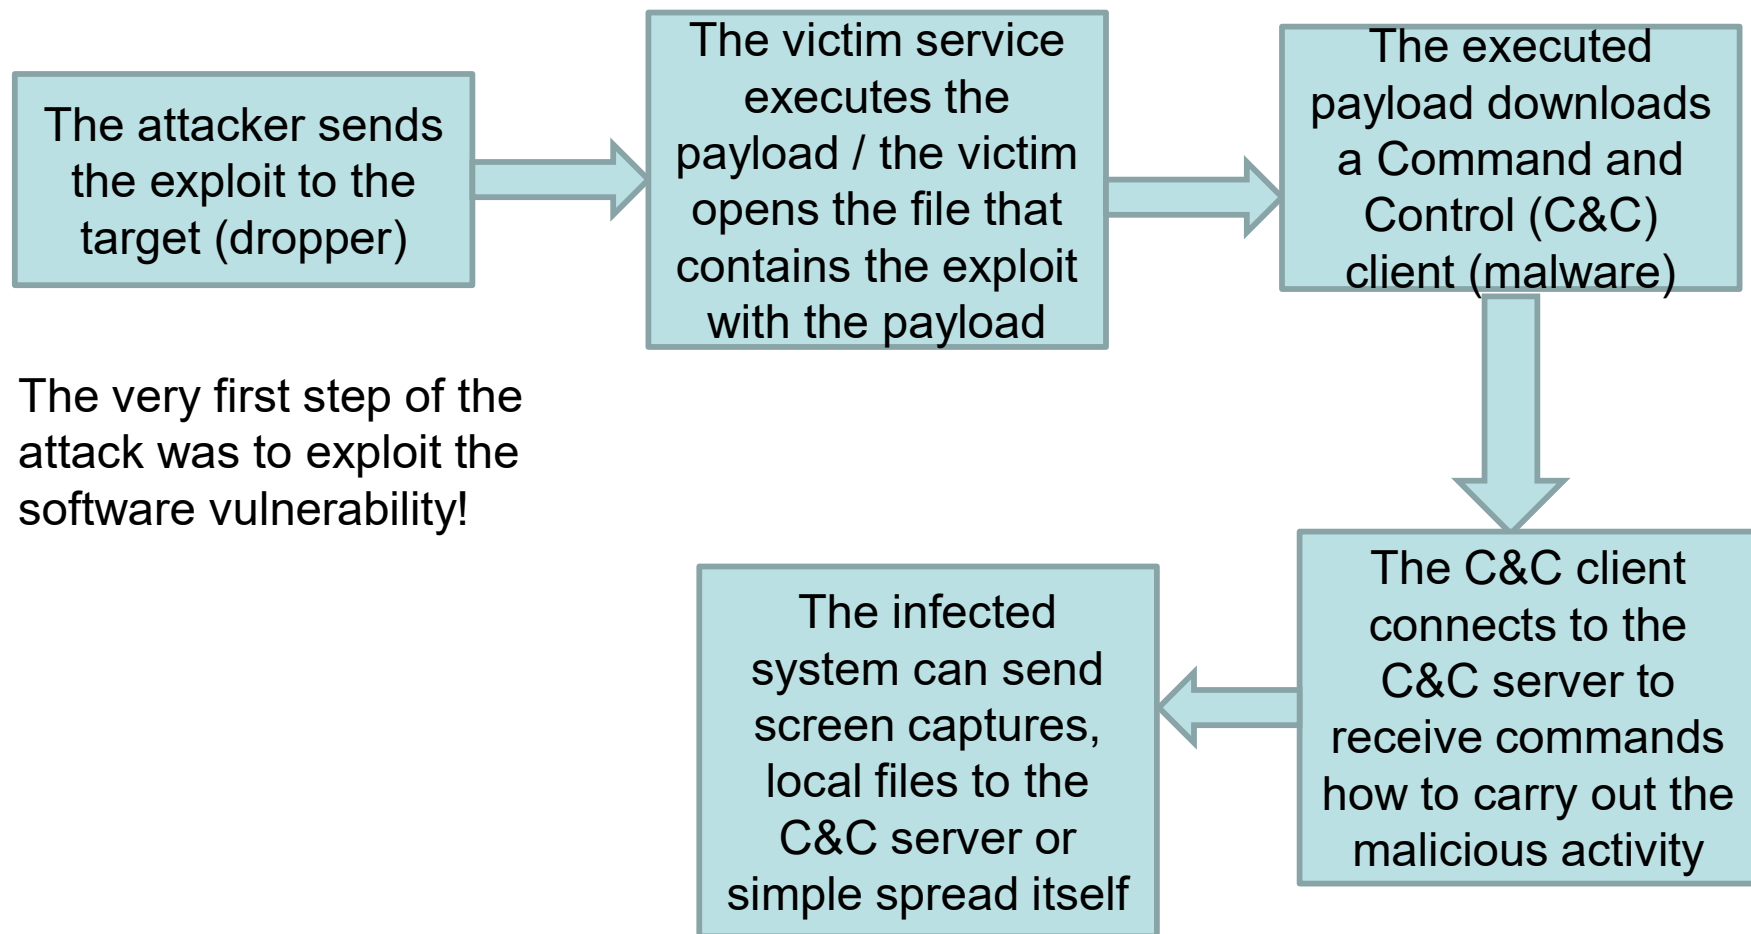 The attacker sends
the exploit to the
target (dropper)
The victim service
executes the
payload / the victim
opens the file that
contains the exploit
with the payload
The executed
payload downloads
a Command and
Control (C&C)
client (malware)
The very first step of the
attack was to exploit the
software vulnerability!
The C&C client
connects to the
C&C server to
receive commands
how to carry out the
malicious activity
The infected
system can send
screen captures,
local files to the
C&C server or
simple spread itself